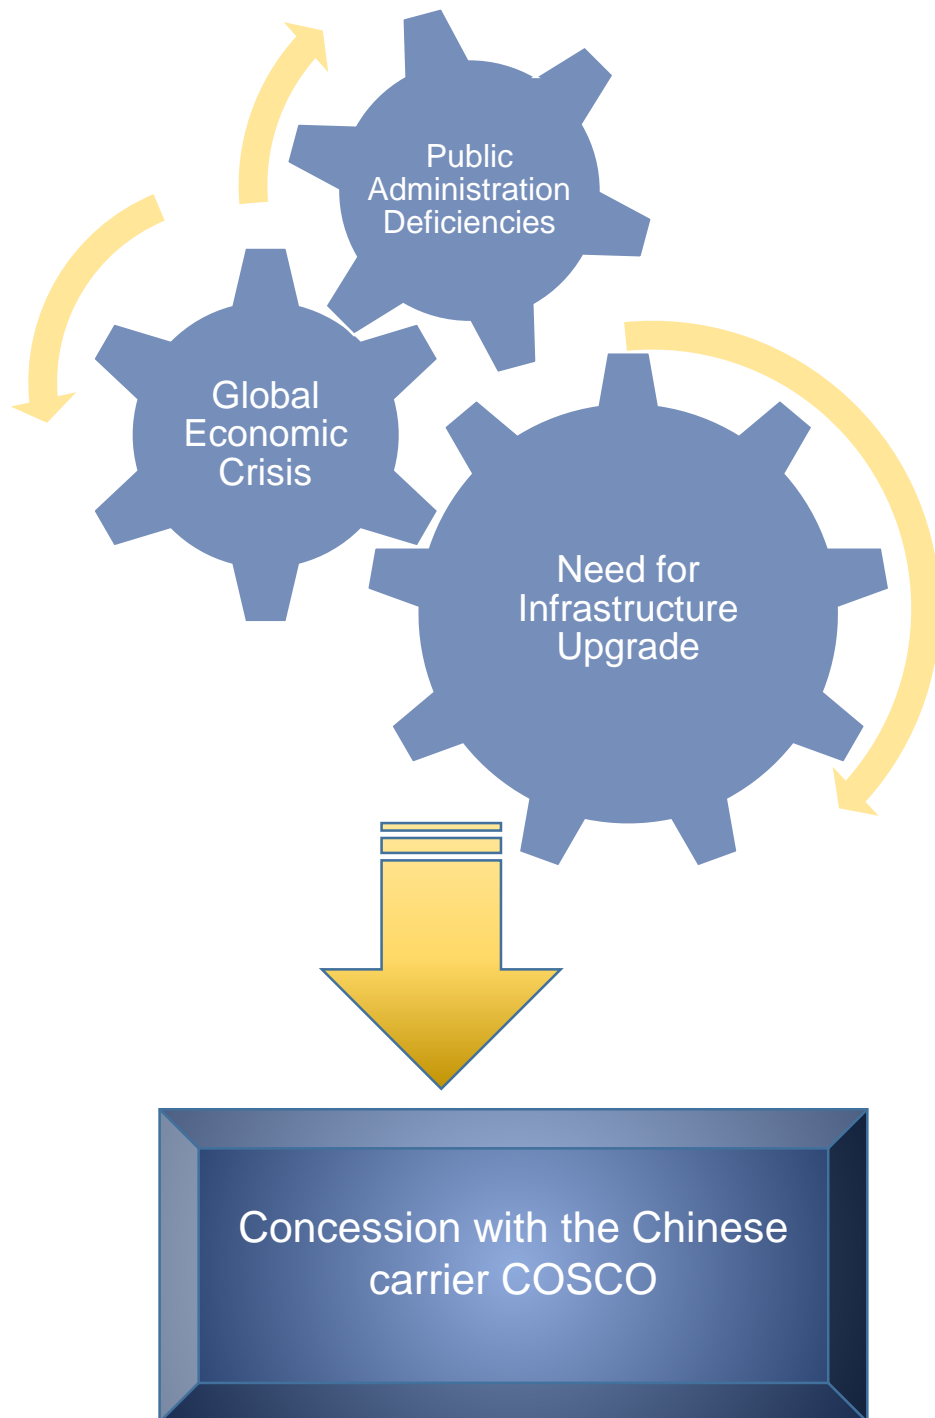 Public
Administration
Deficiencies
Global
Economic
Crisis
Need for
Infrastructure
Upgrade
Concession with the Chinese
carrier COSCO